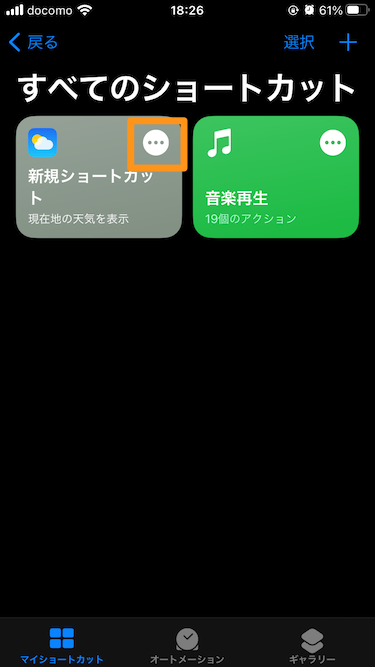 docomo 18:26 61%
戻る 選択
すべてのショートカット
新規ショートカッ
ト
現在地の天気を表示
音楽再生
19個のアクション
マイショートカット オートメーション ギャラリー